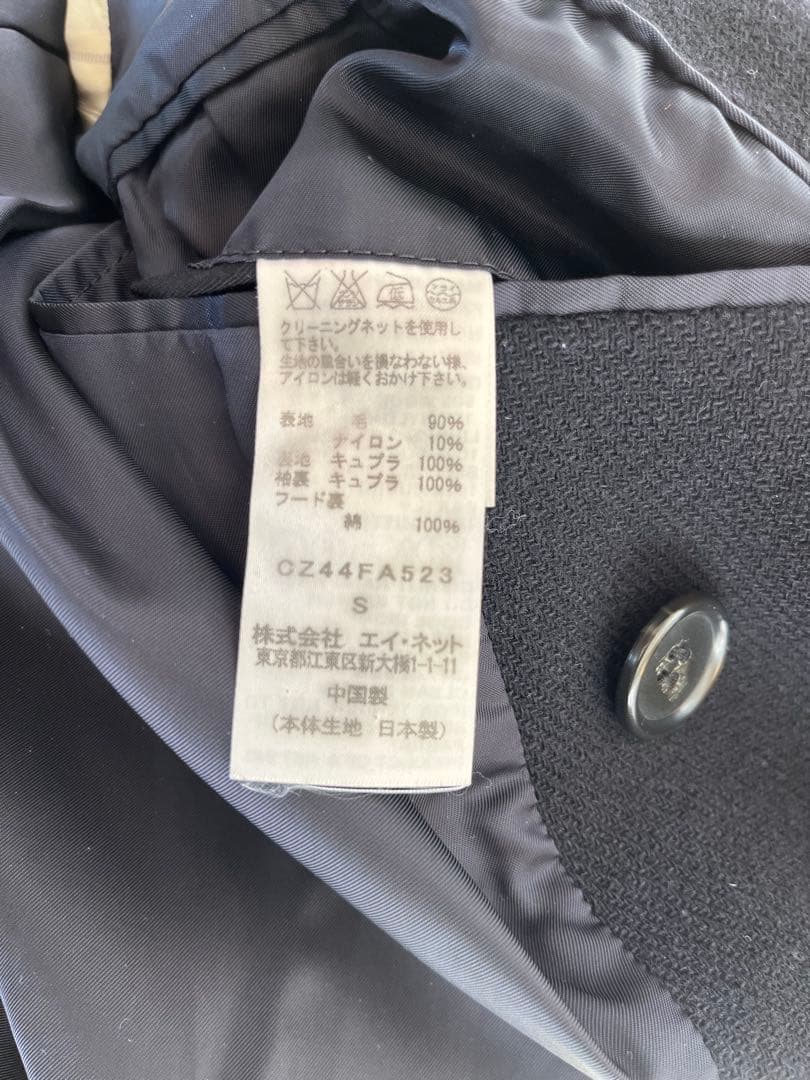 クリーニングネットを使用し
て下さい。
生地の風合いを損なわない様、
アイロンは軽くおかけ下さい。
表地 毛 90%
ナイロン 10%
裏地 キュプラ 100%
袖裏 キュプラ 100%
フード裏
綿 100%
CZ44FA523
S
株式会社 エイ・ネット
東京都江東区新大橋1-1-11
中国製
(本体生地 日本製)